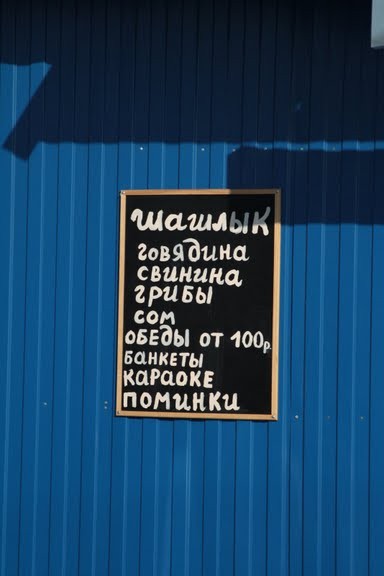 шашлык
говядина
свинина
грибы
сом
обеды от 100р.
банкеты
караоке
поминки